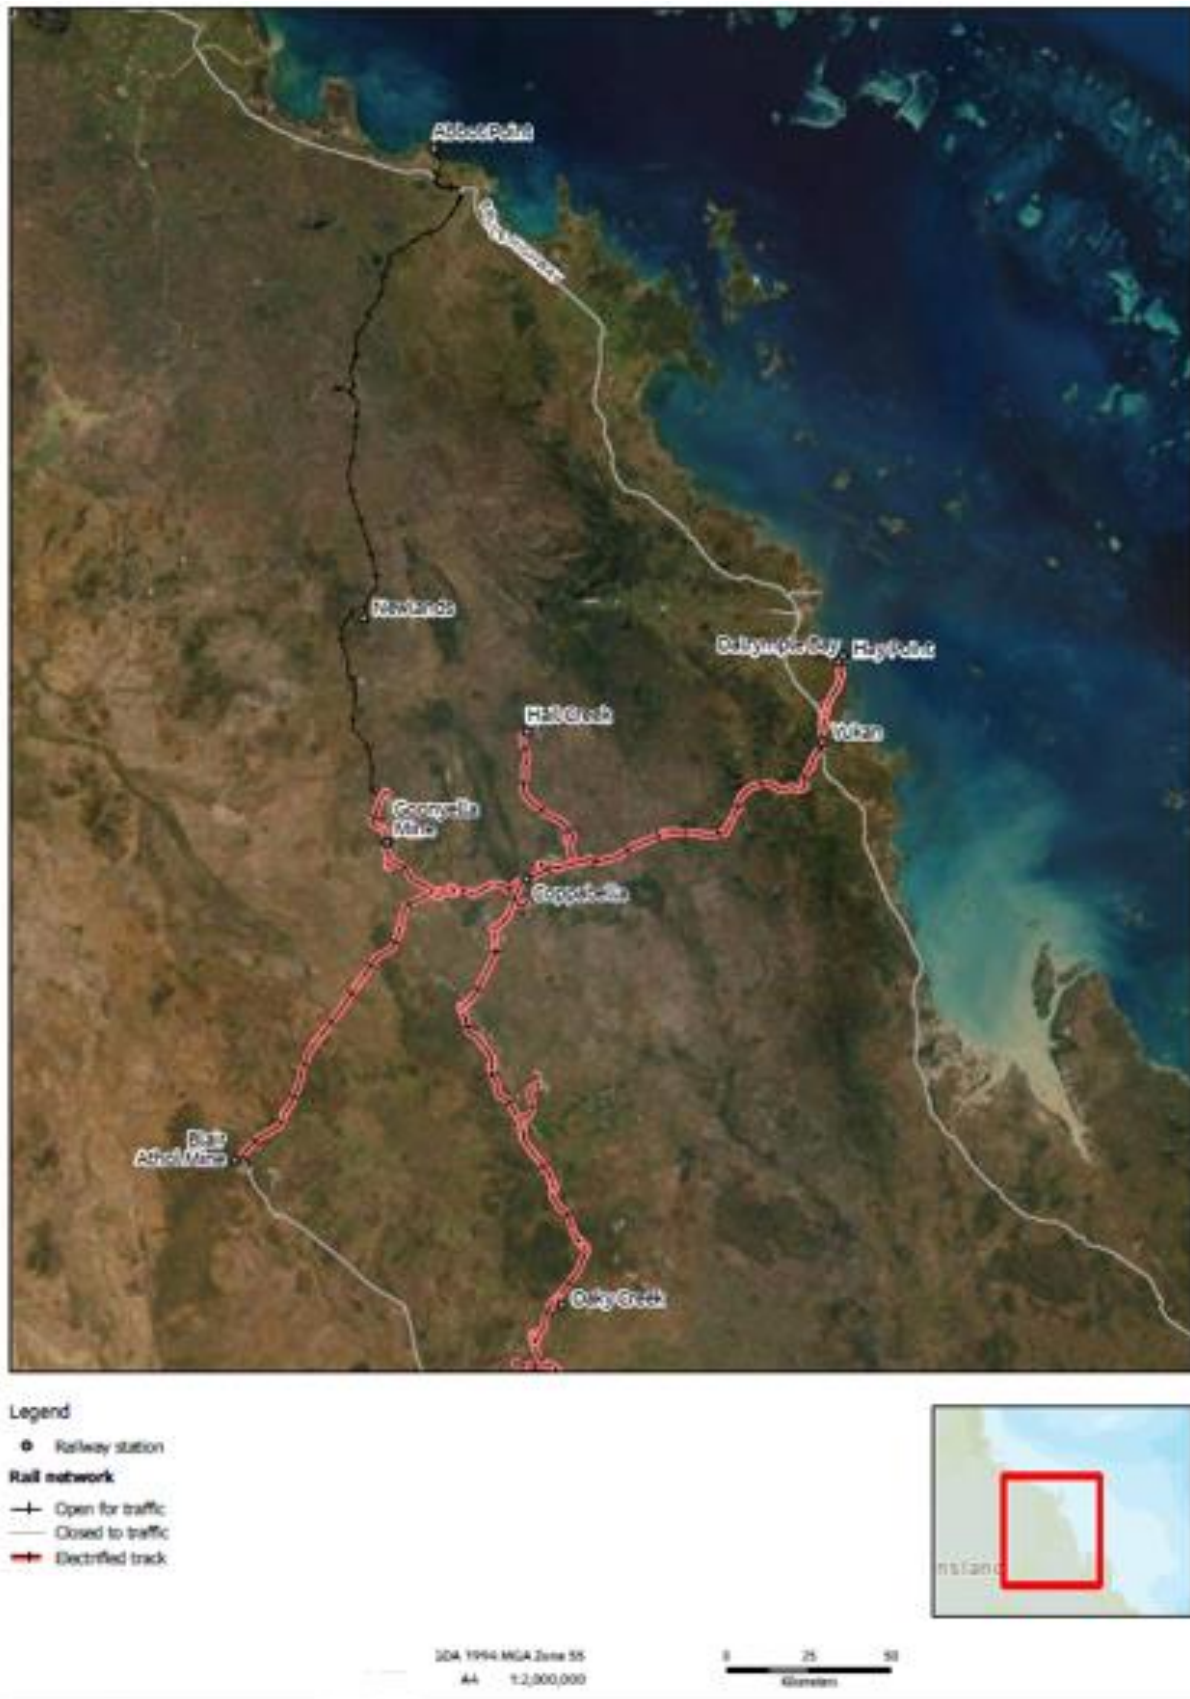 Abbot Point
Newlands
Dalrymple Bay
Hay Point
Hail Creek
Yukan
Goonyella
Mine
Coppabella
Blair
Athol Mine
Oaky Creek
Legend
Railway station
Rail network
Open for traffic
Closed to traffic
Electrified track
nslanc
GDA 1994 MGA Zone 55
A4 1:2,000,000
0 25 50
Kilometers